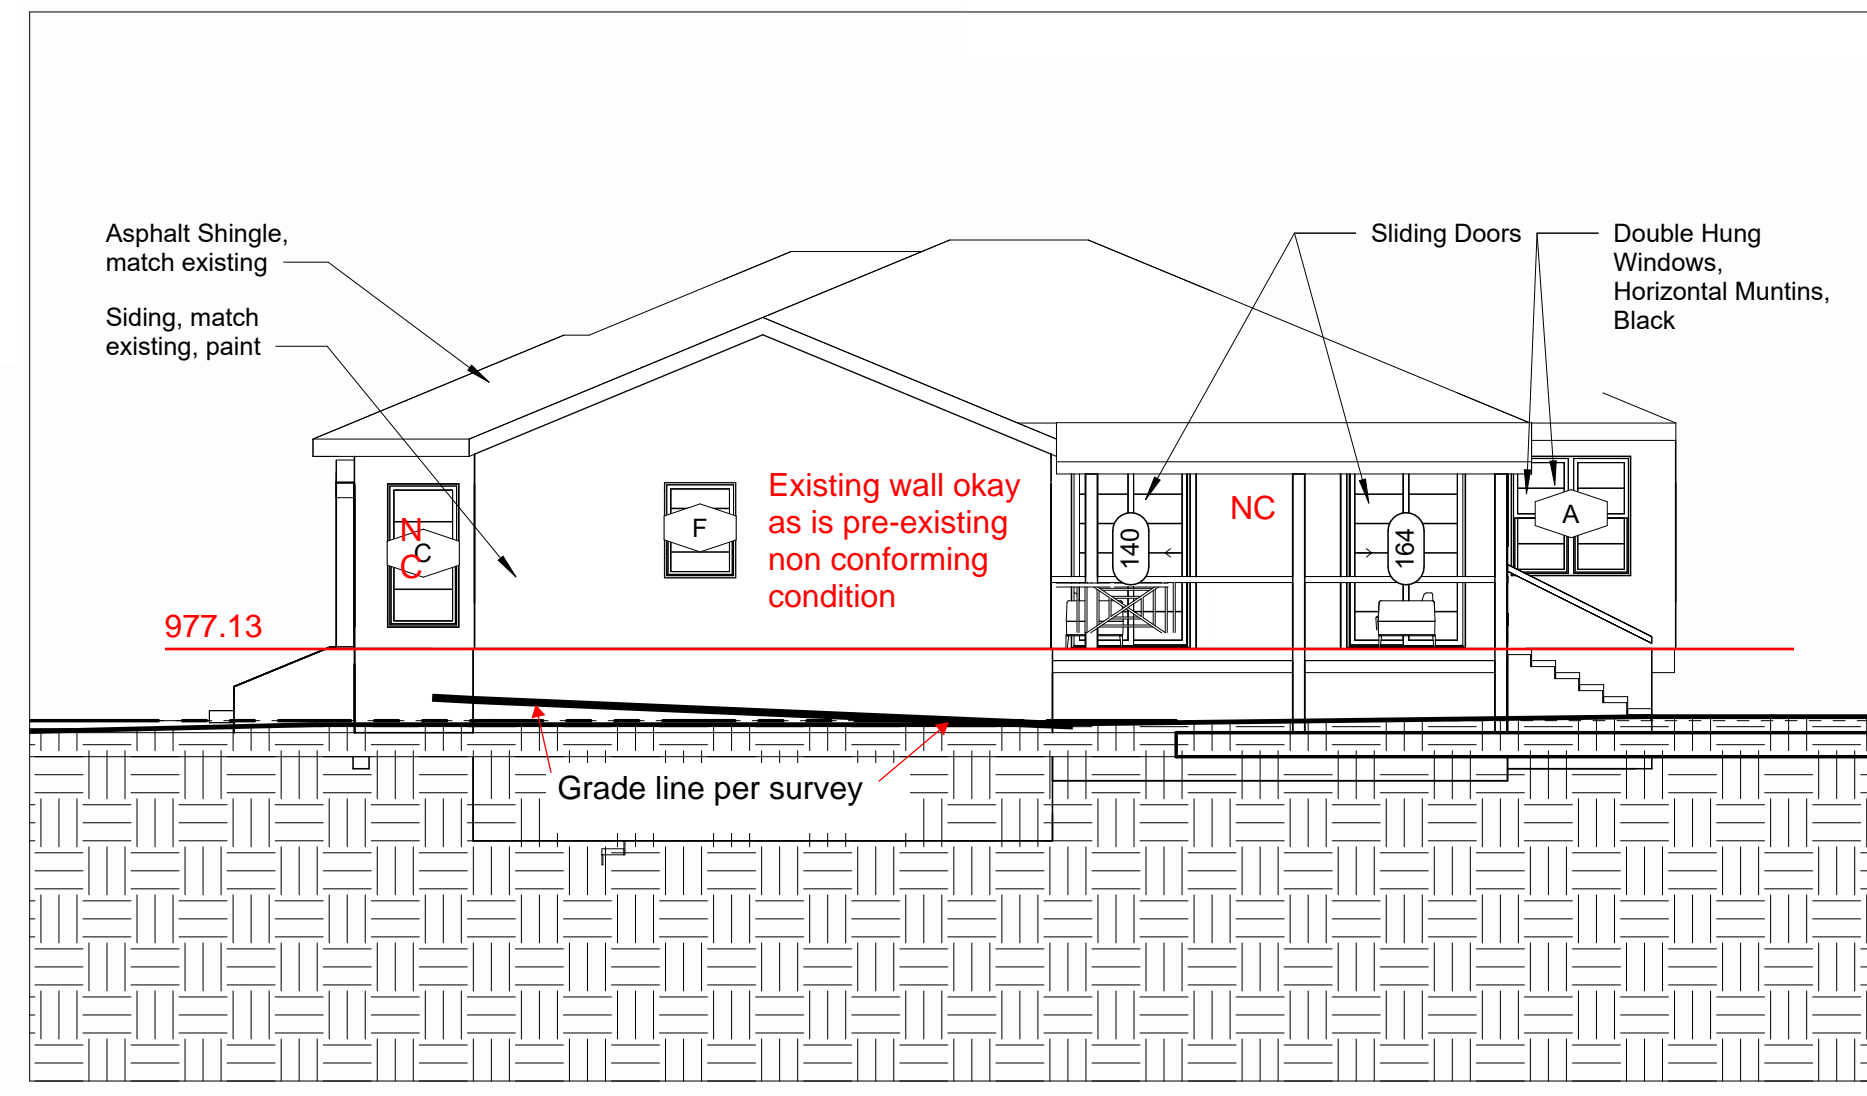 Asphalt Shingle,
match existing
Siding, match
existing, paint
Sliding Doors
Double Hung
Windows,
Horizontal Muntins,
Black
Existing wall okay
as is pre-existing
non conforming
condition
NC
N
C
C
F
140
164
A
977.13
Grade line per survey